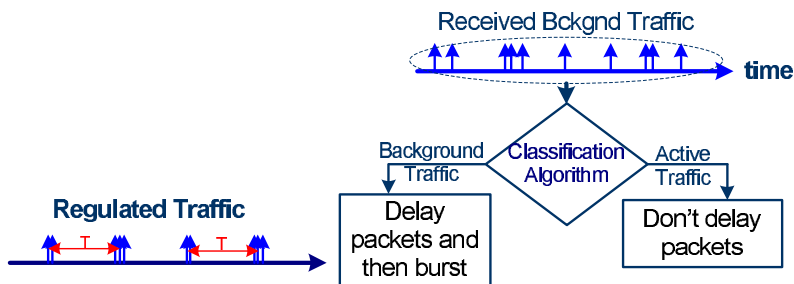 Received Bckgnd Traffic
time
Background
Traffic
Classification
Algorithm
Active
Traffic
Regulated Traffic
T
T
Delay
packets and
then burst
Don't delay
packets